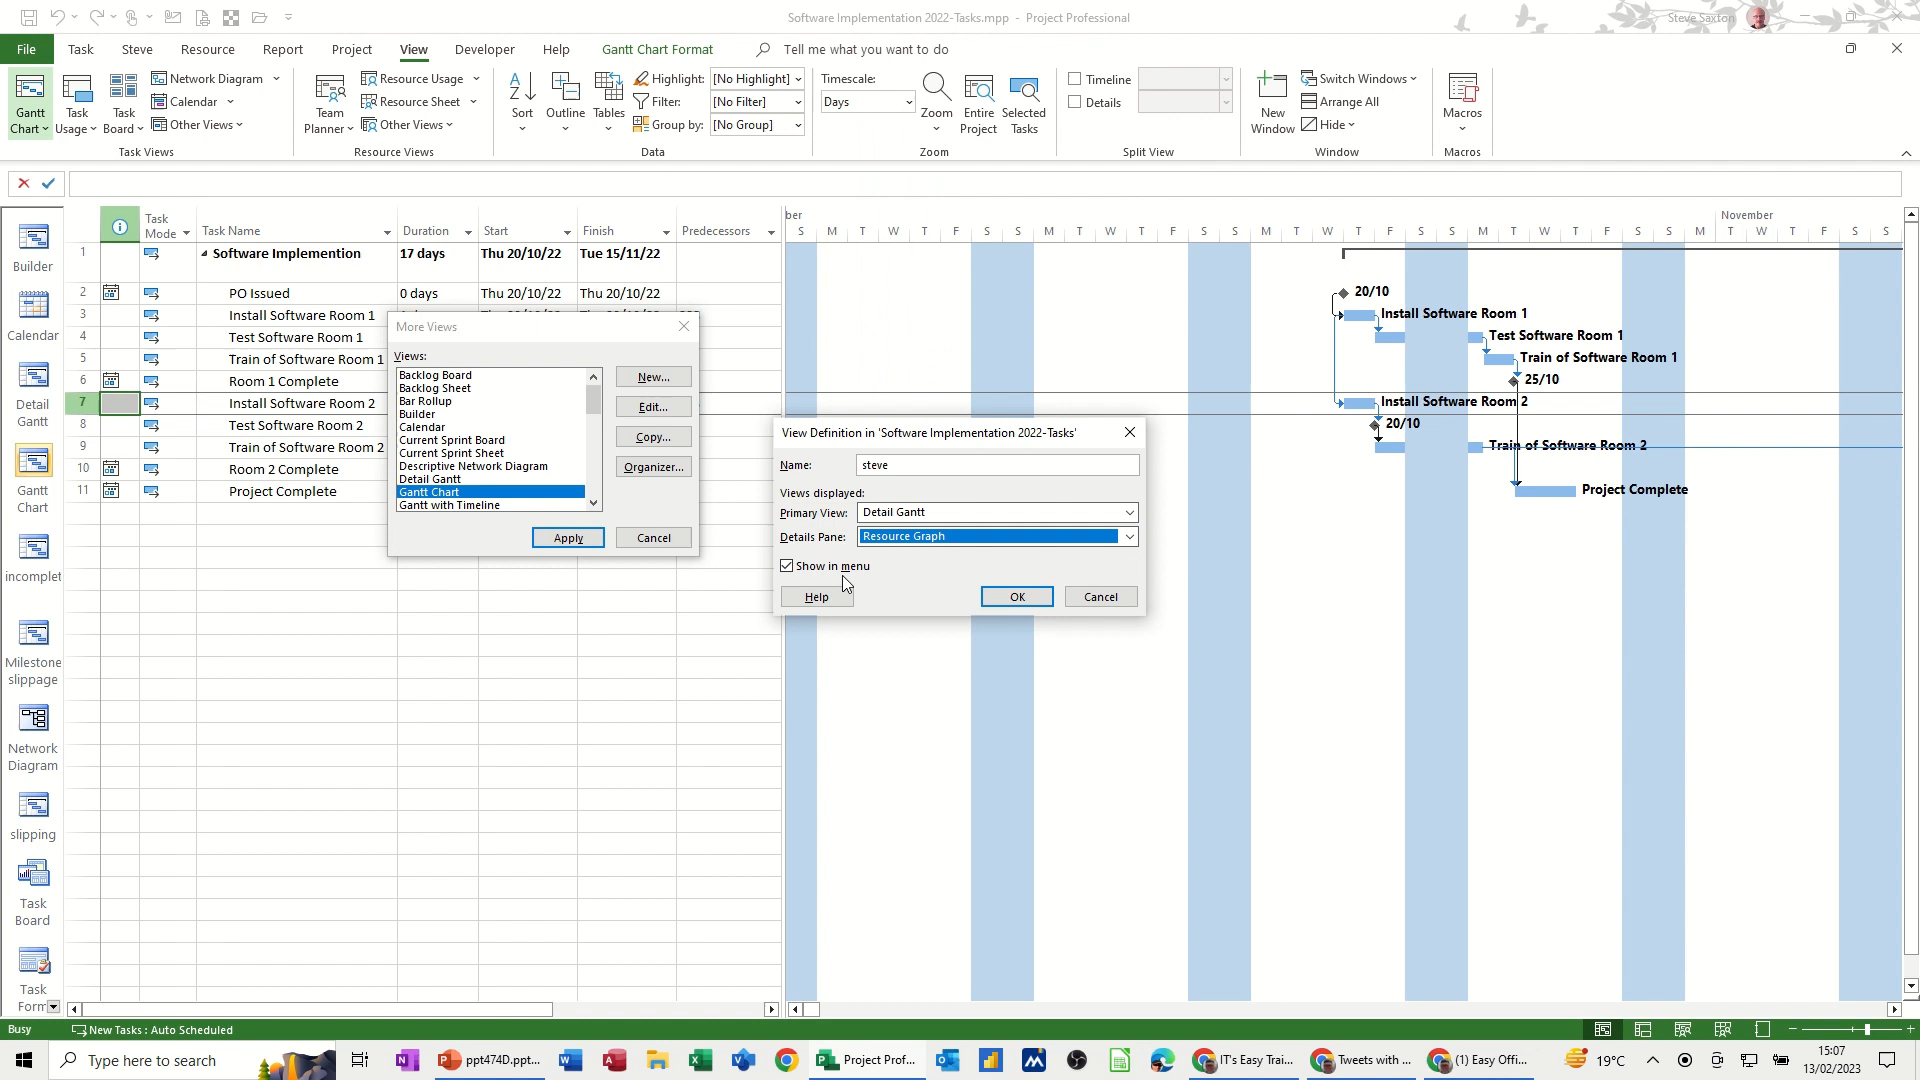 Software Implementation 2022-Tasks.mpp - Project Professional
Steve Saxton
File Task Steve Resource Report Project View Developer Help Gantt Chart Format Tell me what you want to do
Gantt Chart
Task Usage
Task Board
Network Diagram
Calendar
Other Views
Task Views
Team Planner
Resource Usage
Resource Sheet
Other Views
Resource Views
Sort
Outline
Tables
Highlight: [No Highlight]
Filter: [No Filter]
Group by: [No Group]
Data
Timescale:
Days
Zoom
Entire Project
Selected Tasks
Zoom
Timeline
Details
Split View
New Window
Switch Windows
Arrange All
Hide
Window
Macros
Macros
Builder
Calendar
Detail Gantt
Gantt Chart
incomplet
Milestone slippage
Network Diagram
slipping
Task Board
Task Form
Task Mode Task Name Duration Start Finish Predecessors
1 Software Implemention 17 days Thu 20/10/22 Tue 15/11/22
2 PO Issued 0 days Thu 20/10/22 Thu 20/10/22
3 Install Software Room 1
4 Test Software Room 1
5 Train of Software Room 1
6 Room 1 Complete
7 Install Software Room 2
8 Test Software Room 2
9 Train of Software Room 2
10 Room 2 Complete
11 Project Complete
ber November
S M T W T F S S M T W T F S S M T W T F S S M T W T F S S M T W T F S S
20/10
Install Software Room 1
Test Software Room 1
Train of Software Room 1
25/10
Install Software Room 2
20/10
Train of Software Room 2
Project Complete
More Views
Views:
Backlog Board
Backlog Sheet
Bar Rollup
Builder
Calendar
Current Sprint Board
Current Sprint Sheet
Descriptive Network Diagram
Detail Gantt
Gantt Chart
Gantt with Timeline
New...
Edit...
Copy...
Organizer...
Apply Cancel
View Definition in 'Software Implementation 2022-Tasks'
Name: steve
Views displayed:
Primary View: Detail Gantt
Details Pane: Resource Graph
Show in menu
Help OK Cancel
Busy New Tasks : Auto Scheduled
Type here to search
ppt474D.ppt...
Project Prof...
IT's Easy Trai...
Tweets with ...
(1) Easy Offi...
19°C
15:07
13/02/2023